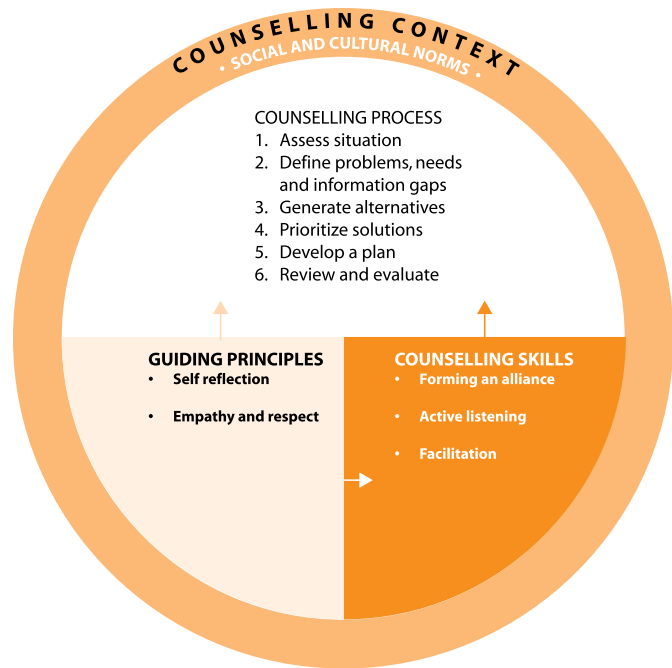 COUNSELLING CONTEXT
• SOCIAL AND CULTURAL NORMS •
COUNSELLING PROCESS
1. Assess situation
2. Define problems, needs
and information gaps
3. Generate alternatives
4. Prioritize solutions
5. Develop a plan
6. Review and evaluate
GUIDING PRINCIPLES
• Self reflection
• Empathy and respect
COUNSELLING SKILLS
• Forming an alliance
• Active listening
• Facilitation